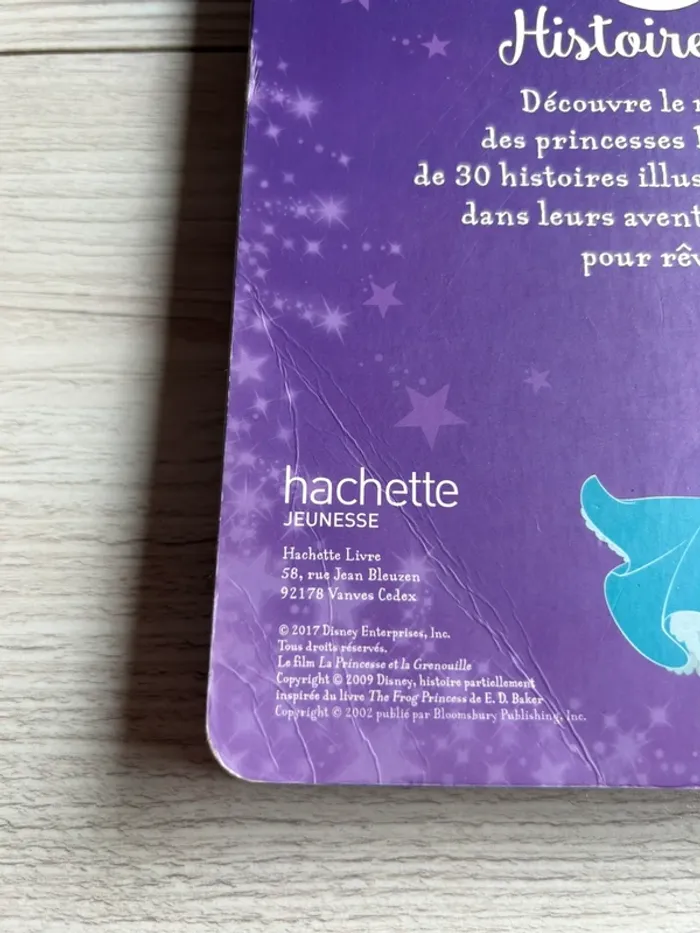 Histoire
Découvre le
des princesses
de 30 histoires illus
dans leurs avent
pour rêv
hachette
JEUNESSE
Hachette Livre
58, rue Jean Bleuzen
92178 Vanves Cedex
© 2017 Disney Enterprises, Inc.
Tous droits réservés.
Le film La Princesse et la Grenouille
Copyright © 2009 Disney, histoire partiellement
inspirée du livre The Frog Princess de E. D. Baker
Copyright © 2002 publié par Bloomsbury Publishing, Inc.